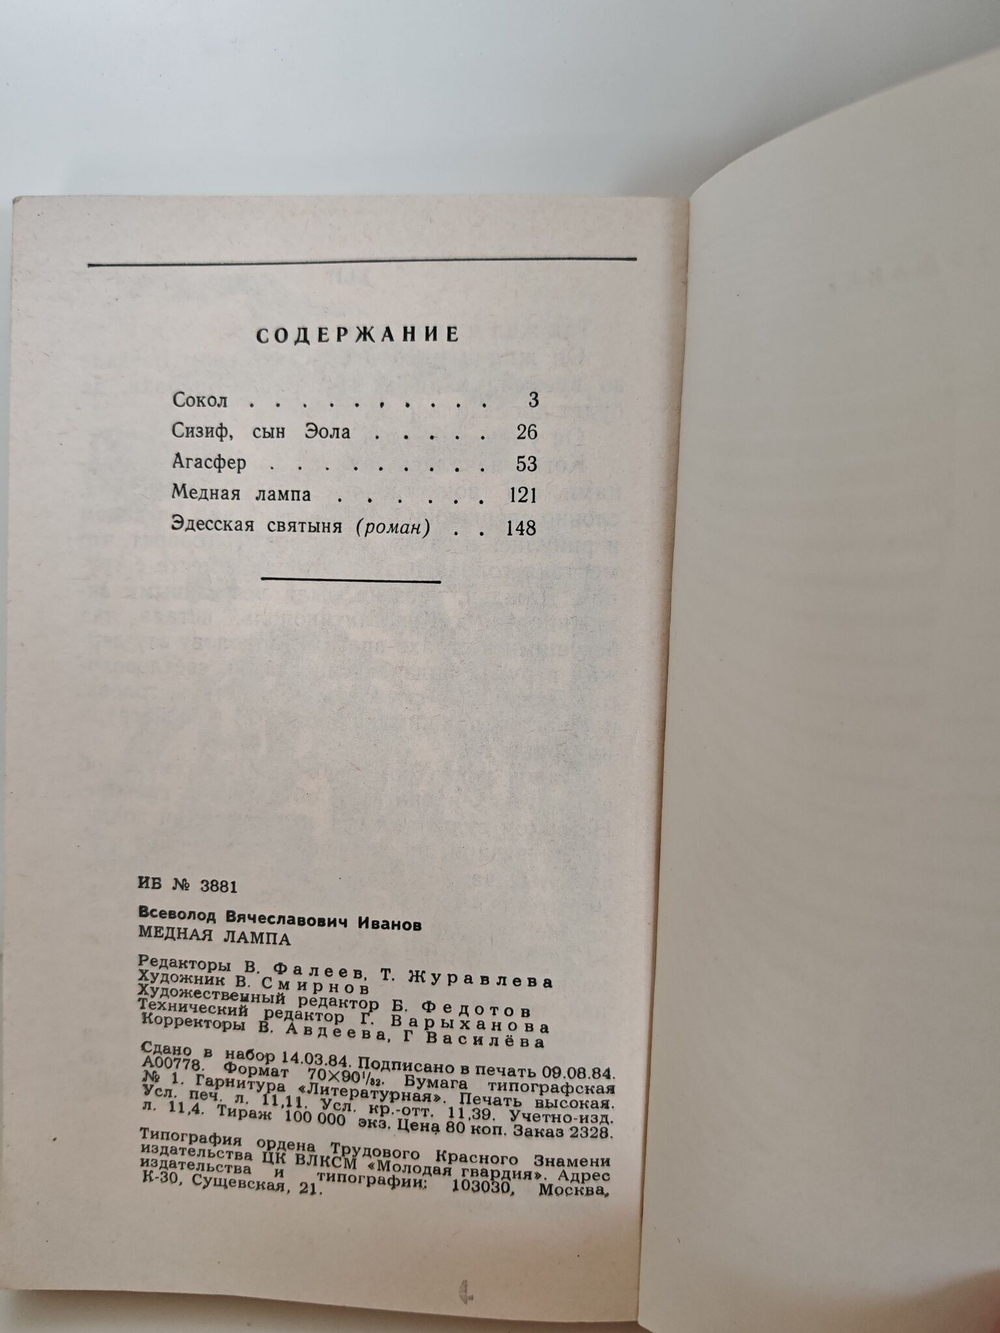 СОДЕРЖАНИЕ
Сокол . . . . . . . . . . 3
Сизиф, сын Эола . . . . . 26
Агасфер . . . . . . . . . 53
Медная лампа . . . . . . 121
Эдесская святыня (роман) . . 148
ИБ № 3881
Всеволод Вячеславович Иванов
МЕДНАЯ ЛАМПА
Редакторы В. Фалеев, Т. Журавлева
Художник В. Смирнов
Художественный редактор Б. Федотов
Технический редактор Г. Варыханова
Корректоры В. Авдеева, Г Василёва
Сдано в набор 14.03.84. Подписано в печать 09.08.84.
А00778. Формат 70×90¹/₃₂. Бумага типографская
№ 1. Гарнитура «Литературная». Печать высокая.
Усл. печ. л. 11,11. Усл. кр.-отт. 11,39. Учетно-изд.
л. 11,4. Тираж 100 000 экз. Цена 80 коп. Заказ 2328.
Типография ордена Трудового Красного Знамени
издательства ЦК ВЛКСМ «Молодая гвардия». Адрес
издательства и типографии: 103030, Москва,
К-30, Сущевская, 21.